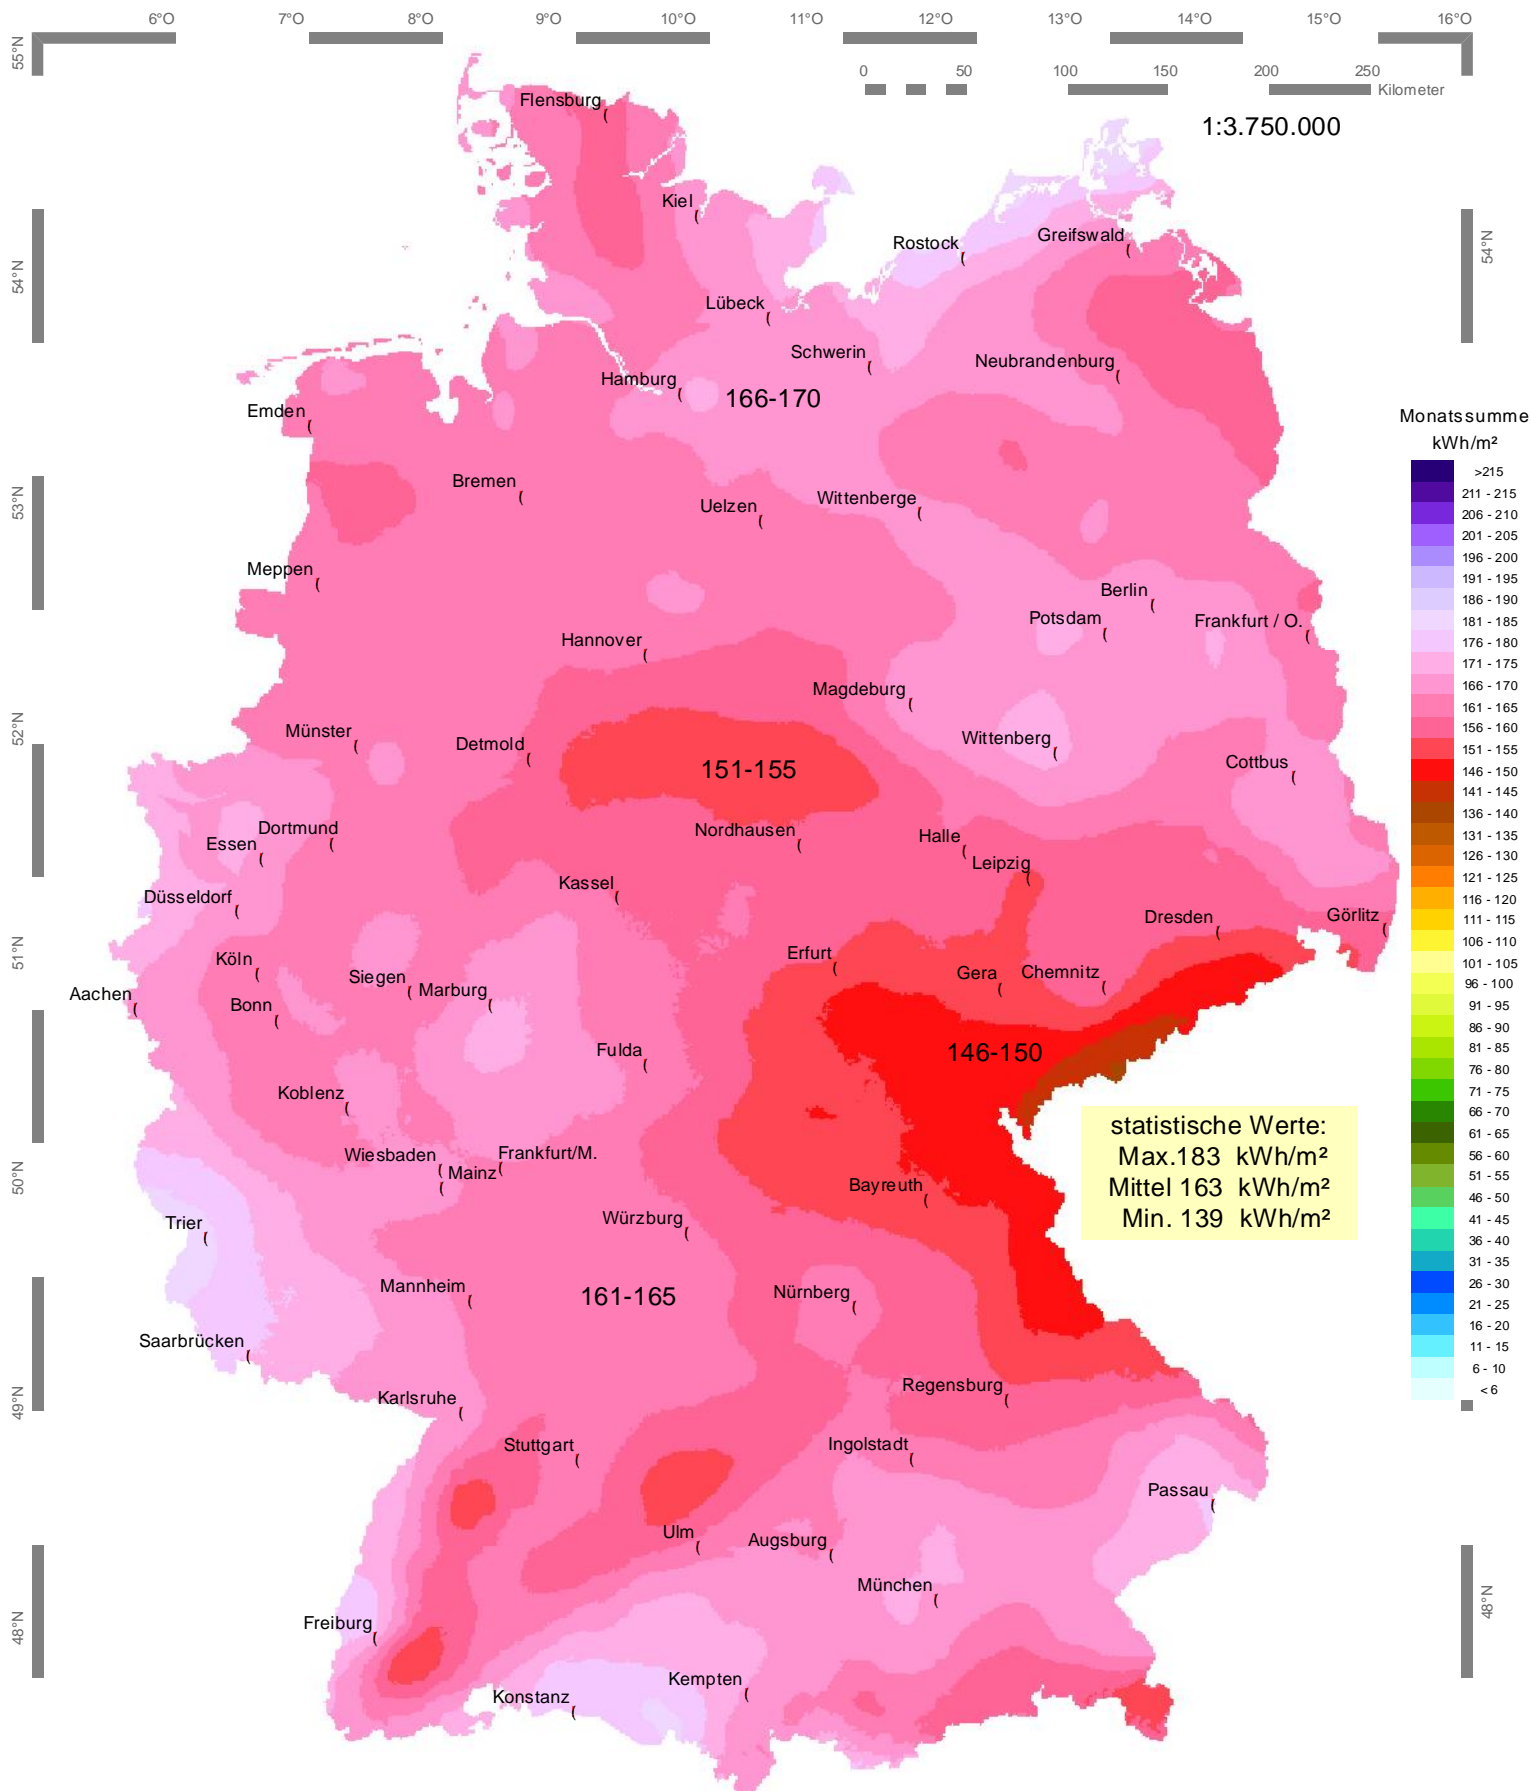 6°O 7°O 8°O 9°O 10°O 11°O 12°O 13°O 14°O 15°O 16°O
55°N
54°N
53°N
52°N
51°N
50°N
49°N
48°N
54°N
48°N
0 50 100 150 200 250 Kilometer
1:3.750.000
Flensburg
Kiel
Rostock
Greifswald
Lübeck
Schwerin
Neubrandenburg
Hamburg
166-170
Emden
Bremen
Uelzen
Wittenberge
Meppen
Berlin
Potsdam
Frankfurt / O.
Hannover
Magdeburg
Münster
Detmold
Wittenberg
151-155
Cottbus
Dortmund
Nordhausen
Halle
Essen
Leipzig
Düsseldorf
Kassel
Dresden
Görlitz
Köln
Erfurt
Siegen
Gera
Chemnitz
Aachen
Marburg
Bonn
Fulda
146-150
Koblenz
Wiesbaden
Frankfurt/M.
Mainz
Bayreuth
Trier
Würzburg
Mannheim
161-165
Nürnberg
Saarbrücken
Karlsruhe
Regensburg
Stuttgart
Ingolstadt
Passau
Ulm
Augsburg
München
Freiburg
Kempten
Konstanz
statistische Werte:
Max.183 kWh/m²
Mittel 163 kWh/m²
Min. 139 kWh/m²
Monatssumme
kWh/m²
>215
211 - 215
206 - 210
201 - 205
196 - 200
191 - 195
186 - 190
181 - 185
176 - 180
171 - 175
166 - 170
161 - 165
156 - 160
151 - 155
146 - 150
141 - 145
136 - 140
131 - 135
126 - 130
121 - 125
116 - 120
111 - 115
106 - 110
101 - 105
96 - 100
91 - 95
86 - 90
81 - 85
76 - 80
71 - 75
66 - 70
61 - 65
56 - 60
51 - 55
46 - 50
41 - 45
36 - 40
31 - 35
26 - 30
21 - 25
16 - 20
11 - 15
6 - 10
< 6